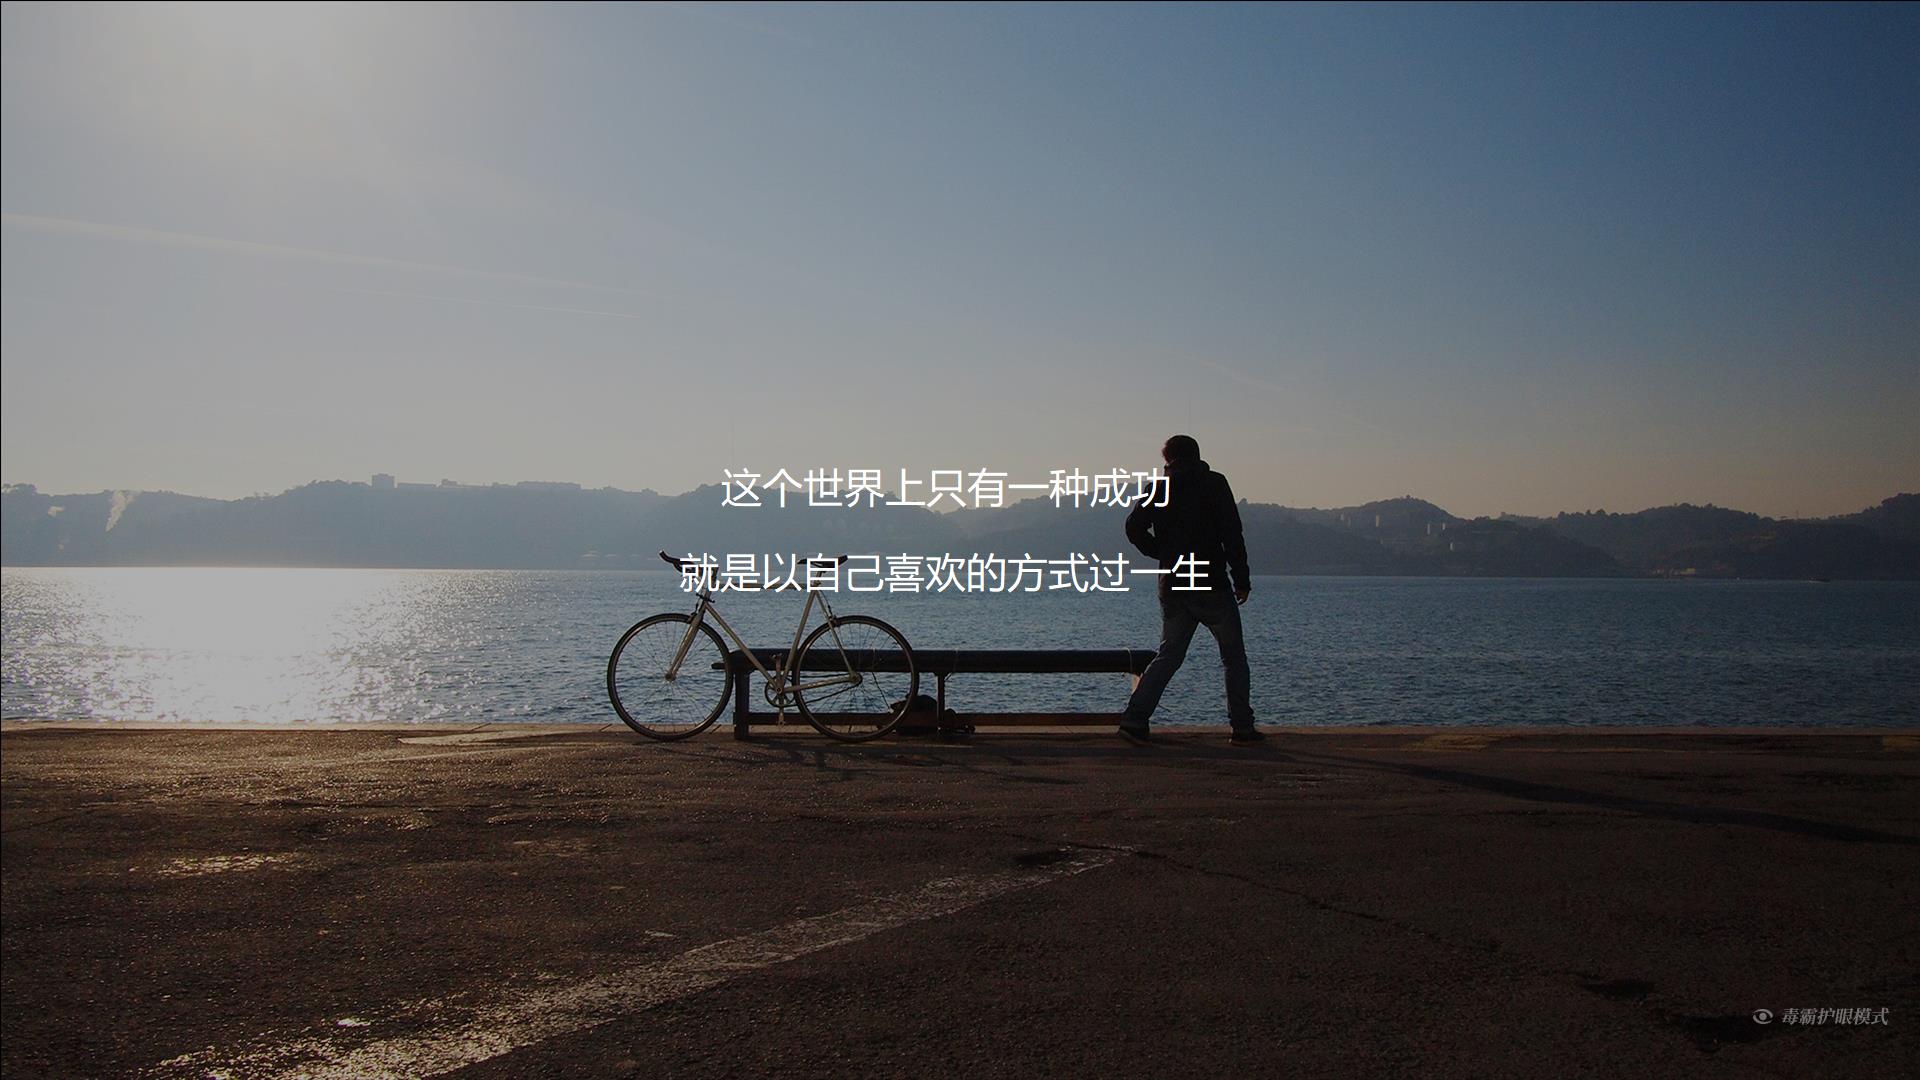 这个世界上只有一种成功
就是以自己喜欢的方式过一生
毒霸护眼模式